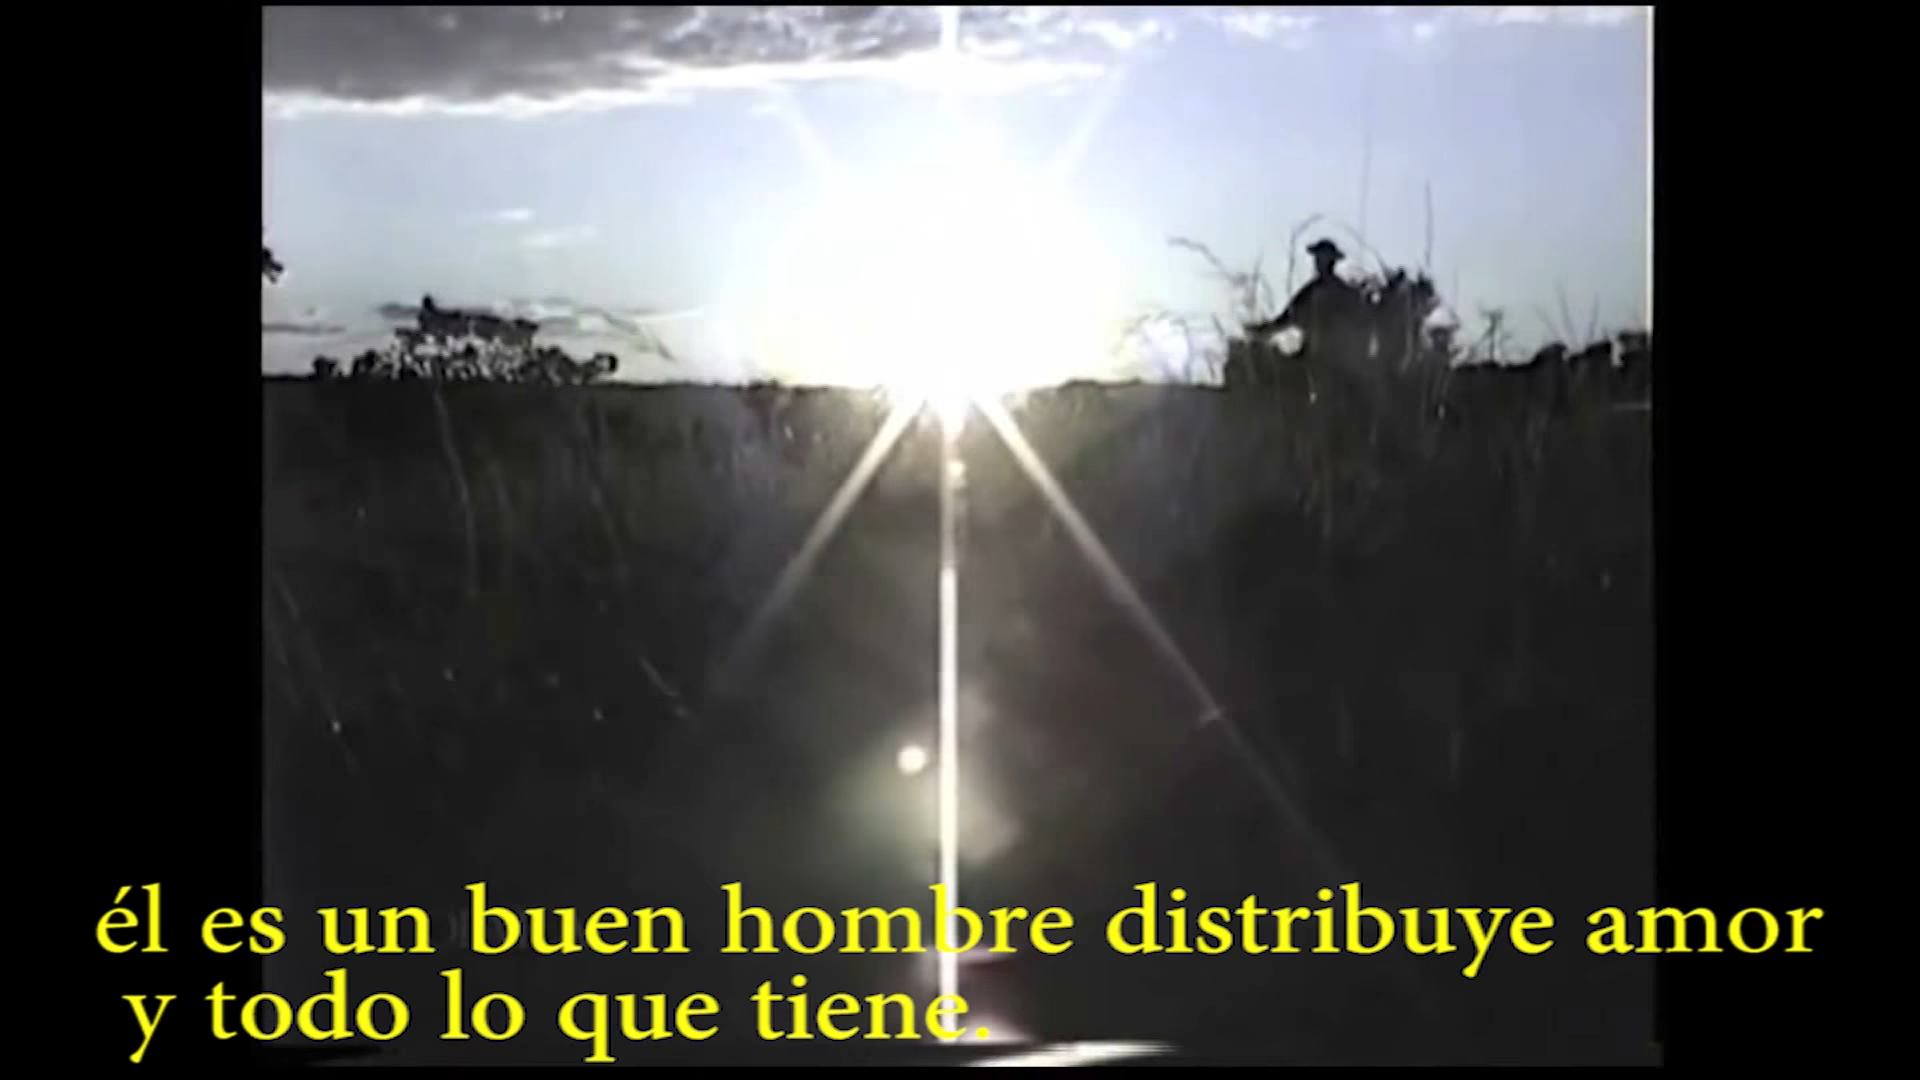 él es un buen hombre distribuye amor
y todo lo que tiene.